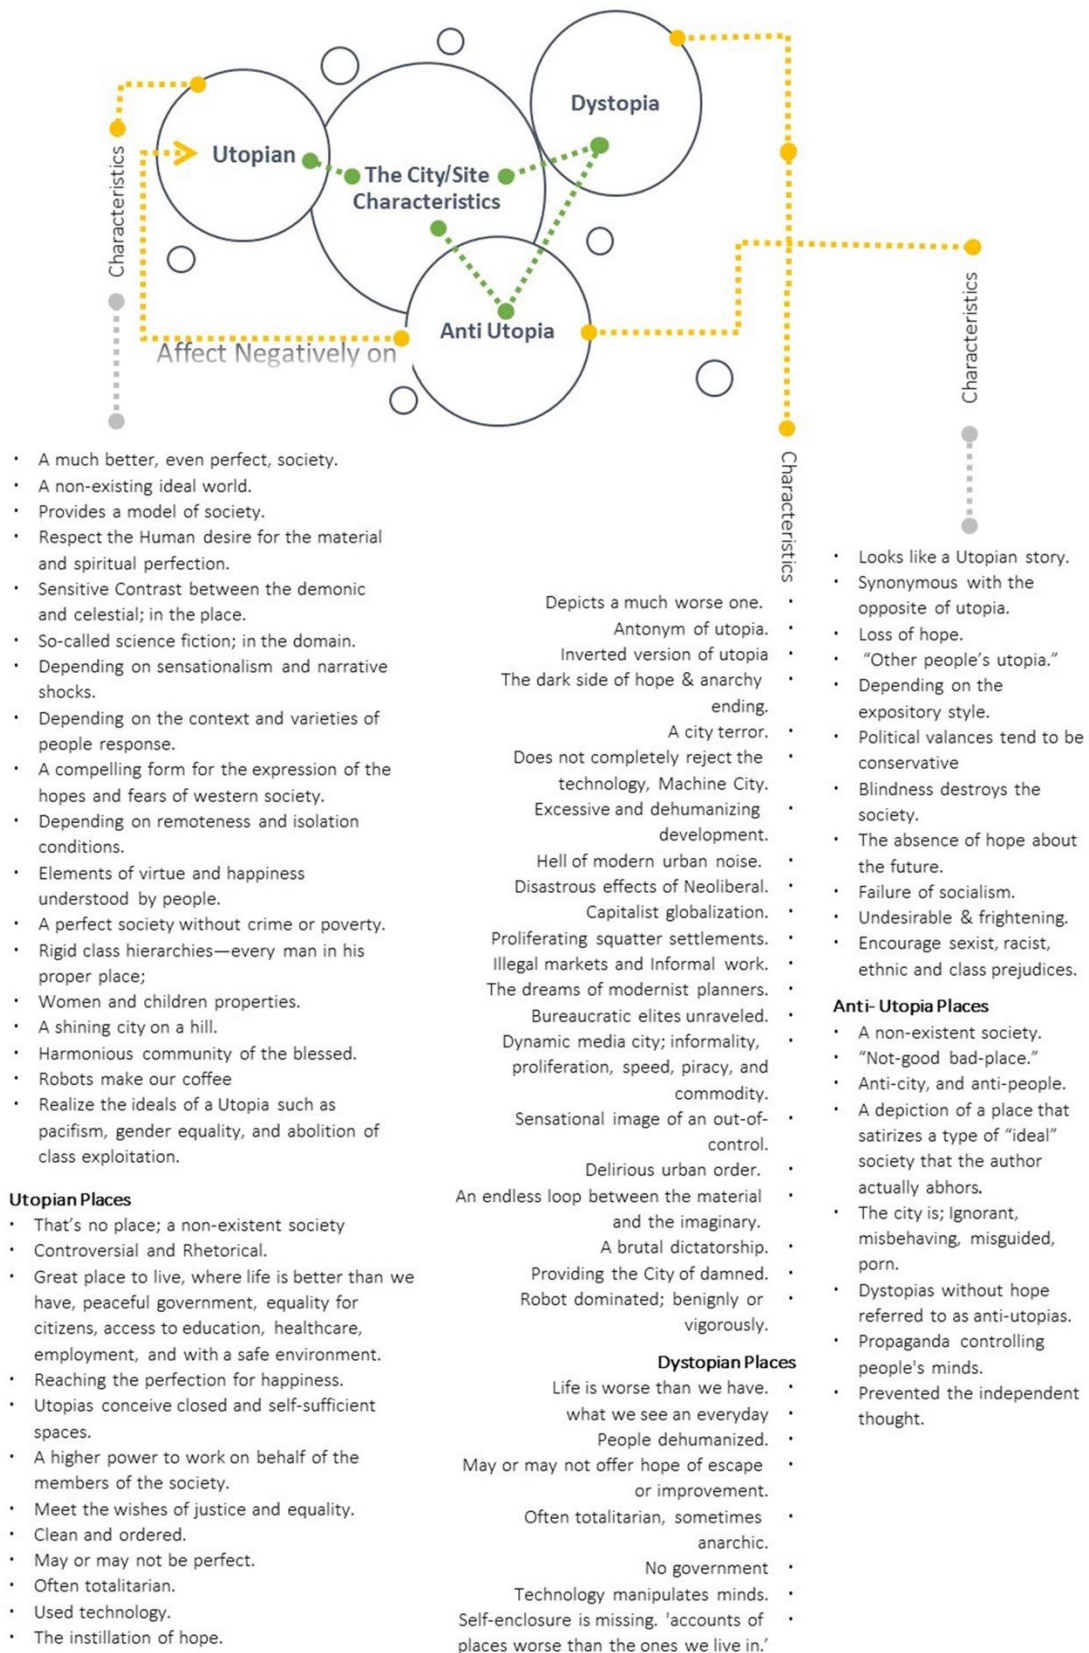 Dystopia
Utopian
The City/Site
Characteristics
Anti Utopia
Affect Negatively on
Characteristics
• A much better, even perfect, society.
• A non-existing ideal world.
• Provides a model of society.
• Respect the Human desire for the material
and spiritual perfection.
• Sensitive Contrast between the demonic
and celestial; in the place.
• So-called science fiction; in the domain.
• Depending on sensationalism and narrative
shocks.
• Depending on the context and varieties of
people response.
• A compelling form for the expression of the
hopes and fears of western society.
• Depending on remoteness and isolation
conditions.
• Elements of virtue and happiness
understood by people.
• A perfect society without crime or poverty.
• Rigid class hierarchies—every man in his
proper place;
• Women and children properties.
• A shining city on a hill.
• Harmonious community of the blessed.
• Robots make our coffee
• Realize the ideals of a Utopia such as
pacifism, gender equality, and abolition of
class exploitation.
Utopian Places
• That's no place; a non-existent society
• Controversial and Rhetorical.
• Great place to live, where life is better than we
have, peaceful government, equality for
citizens, access to education, healthcare,
employment, and with a safe environment.
• Reaching the perfection for happiness.
• Utopias conceive closed and self-sufficient
spaces.
• A higher power to work on behalf of the
members of the society.
• Meet the wishes of justice and equality.
• Clean and ordered.
• May or may not be perfect.
• Often totalitarian.
• Used technology.
• The instillation of hope.
Characteristics
Depicts a much worse one. •
Antonym of utopia. •
Inverted version of utopia •
The dark side of hope & anarchy •
ending.
A city terror. •
Does not completely reject the •
technology, Machine City.
Excessive and dehumanizing •
development.
Hell of modern urban noise. •
Disastrous effects of Neoliberal. •
Capitalist globalization. •
Proliferating squatter settlements. •
Illegal markets and Informal work. •
The dreams of modernist planners. •
Bureaucratic elites unraveled. •
Dynamic media city; informality, •
proliferation, speed, piracy, and
commodity.
Sensational image of an out-of- •
control.
Delirious urban order. •
An endless loop between the material •
and the imaginary.
A brutal dictatorship. •
Providing the City of damned. •
Robot dominated; benignly or •
vigorously.
Dystopian Places
Life is worse than we have. •
what we see an everyday •
People dehumanized. •
May or may not offer hope of escape •
or improvement.
Often totalitarian, sometimes •
anarchic.
No government •
Technology manipulates minds. •
Self-enclosure is missing. 'accounts of •
places worse than the ones we live in.'
Characteristics
• Looks like a Utopian story.
• Synonymous with the
opposite of utopia.
• Loss of hope.
• "Other people's utopia."
• Depending on the
expository style.
• Political valances tend to be
conservative
• Blindness destroys the
society.
• The absence of hope about
the future.
• Failure of socialism.
• Undesirable & frightening.
• Encourage sexist, racist,
ethnic and class prejudices.
Anti- Utopia Places
• A non-existent society.
• "Not-good bad-place."
• Anti-city, and anti-people.
• A depiction of a place that
satirizes a type of "ideal"
society that the author
actually abhors.
• The city is; Ignorant,
misbehaving, misguided,
porn.
• Dystopias without hope
referred to as anti-utopias.
• Propaganda controlling
people's minds.
• Prevented the independent
thought.